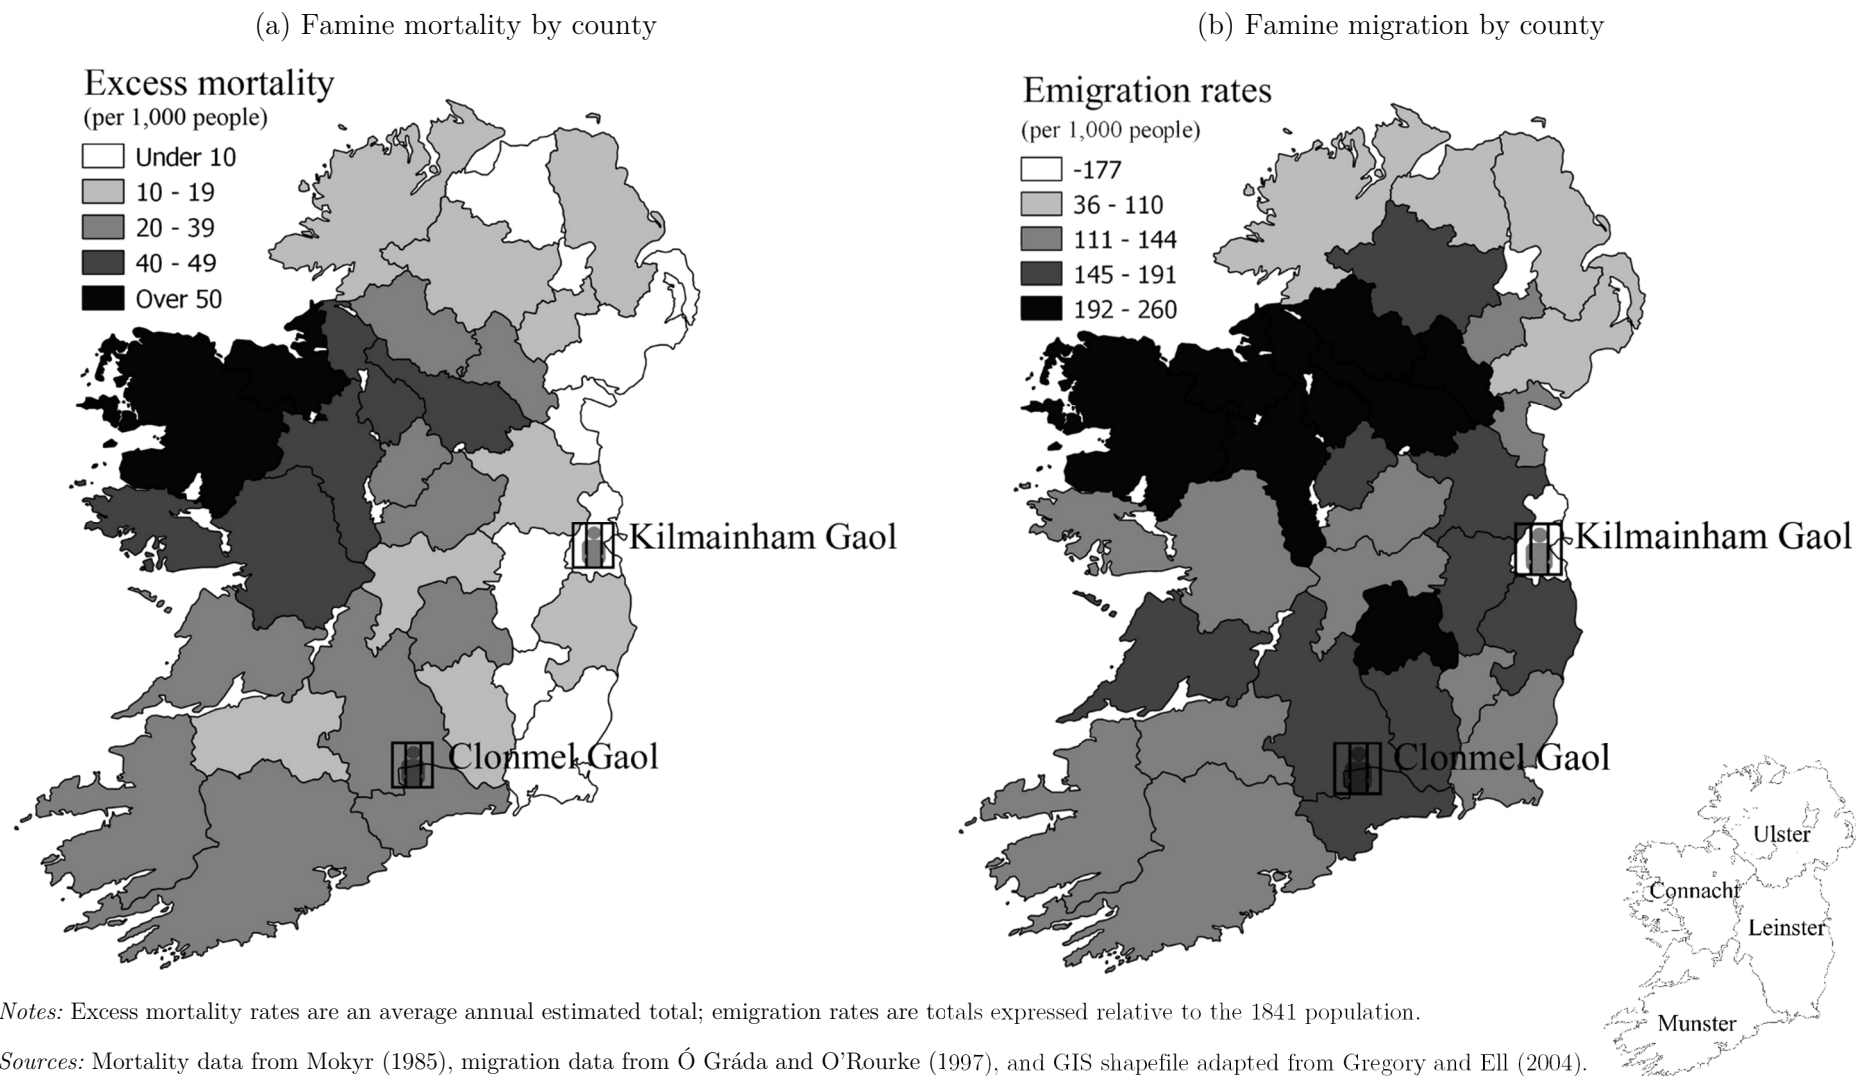 (a) Famine mortality by county
(b) Famine migration by county
Excess mortality
(per 1,000 people)
Under 10
10 - 19
20 - 39
40 - 49
Over 50
Kilmainham Gaol
Clonmel Gaol
Emigration rates
(per 1,000 people)
-177
36 - 110
111 - 144
145 - 191
192 - 260
Kilmainham Gaol
Clonmel Gaol
Ulster
Connacht
Leinster
Munster
Notes: Excess mortality rates are an average annual estimated total; emigration rates are totals expressed relative to the 1841 population.
Sources: Mortality data from Mokyr (1985), migration data from Ó Gráda and O'Rourke (1997), and GIS shapefile adapted from Gregory and Ell (2004).